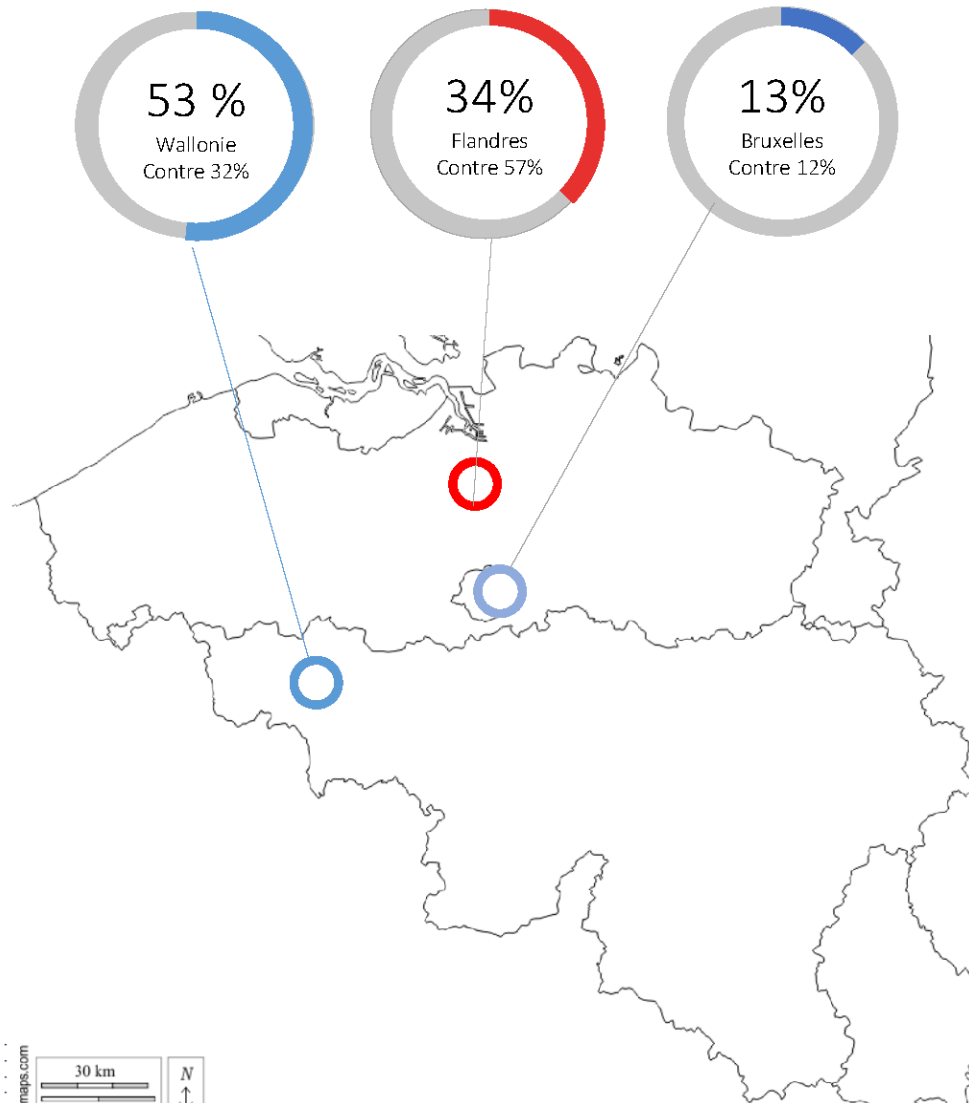 53 %
Wallonie
Contre 32%
34%
Flandres
Contre 57%
13%
Bruxelles
Contre 12%
maps.com
30 km
N